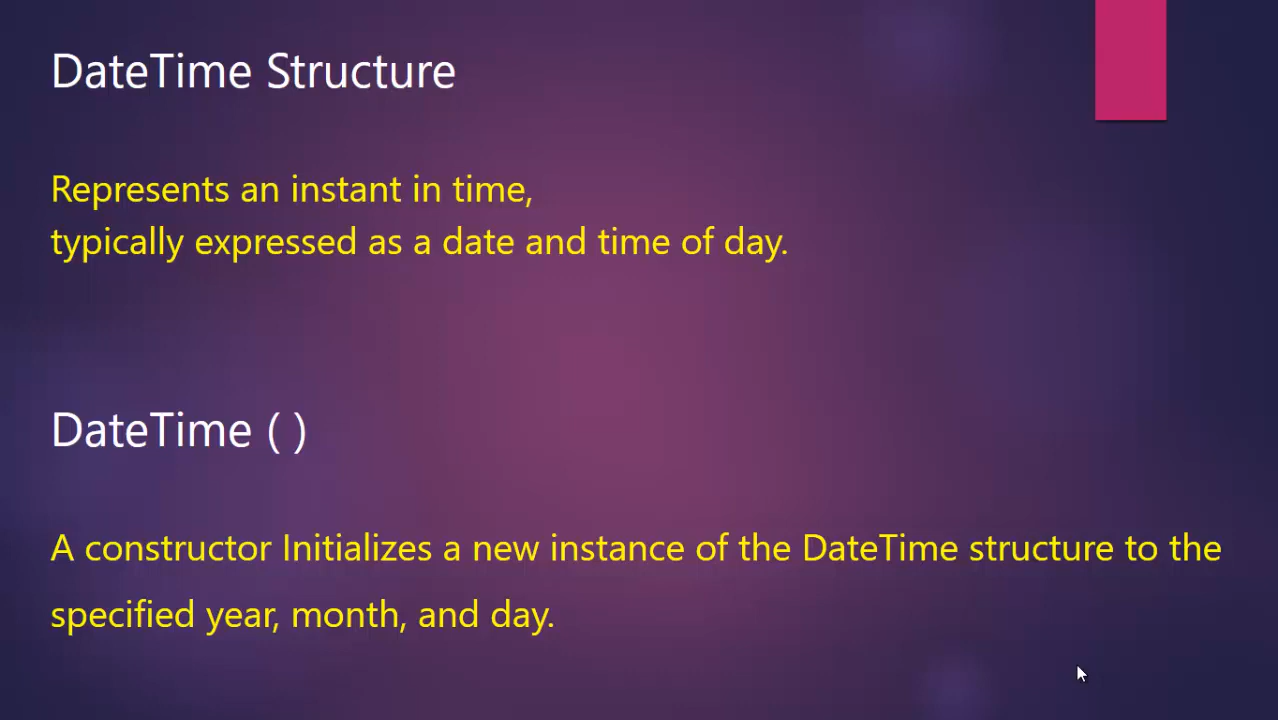 DateTime Structure
Represents an instant in time,
typically expressed as a date and time of day.
DateTime ( )
A constructor Initializes a new instance of the DateTime structure to the
specified year, month, and day.